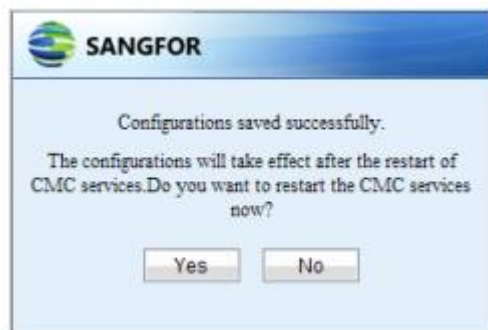 SANGFOR
Configurations saved successfully.
The configurations will take effect after the restart of
CMC services.Do you want to restart the CMC services
now?
Yes No